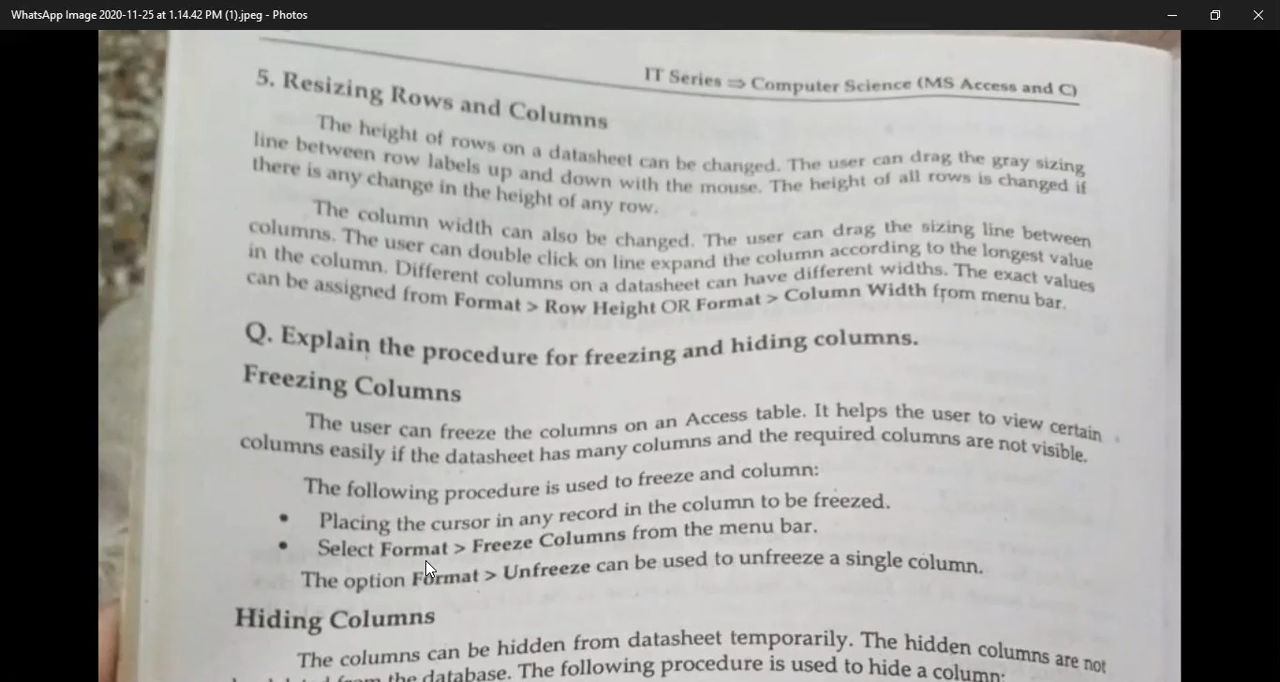 WhatsApp Image 2020-11-25 at 1.14.42 PM (1).jpeg - Photos
IT Series ⇒ Computer Science (MS Access and C)
5. Resizing Rows and Columns
The height of rows on a datasheet can be changed. The user can drag the gray sizing
line between row labels up and down with the mouse. The height of all rows is changed if
there is any change in the height of any row.
The column width can also be changed. The user can drag the sizing line between
columns. The user can double click on line expand the column according to the longest value
in the column. Different columns on a datasheet can have different widths. The exact values
can be assigned from Format > Row Height OR Format > Column Width from menu bar.
Q. Explain the procedure for freezing and hiding columns.
Freezing Columns
The user can freeze the columns on an Access table. It helps the user to view certain
columns easily if the datasheet has many columns and the required columns are not visible.
The following procedure is used to freeze and column:
• Placing the cursor in any record in the column to be freezed.
• Select Format > Freeze Columns from the menu bar.
The option Format > Unfreeze can be used to unfreeze a single column.
Hiding Columns
The columns can be hidden from datasheet temporarily. The hidden columns are not
from the database. The following procedure is used to hide a column: